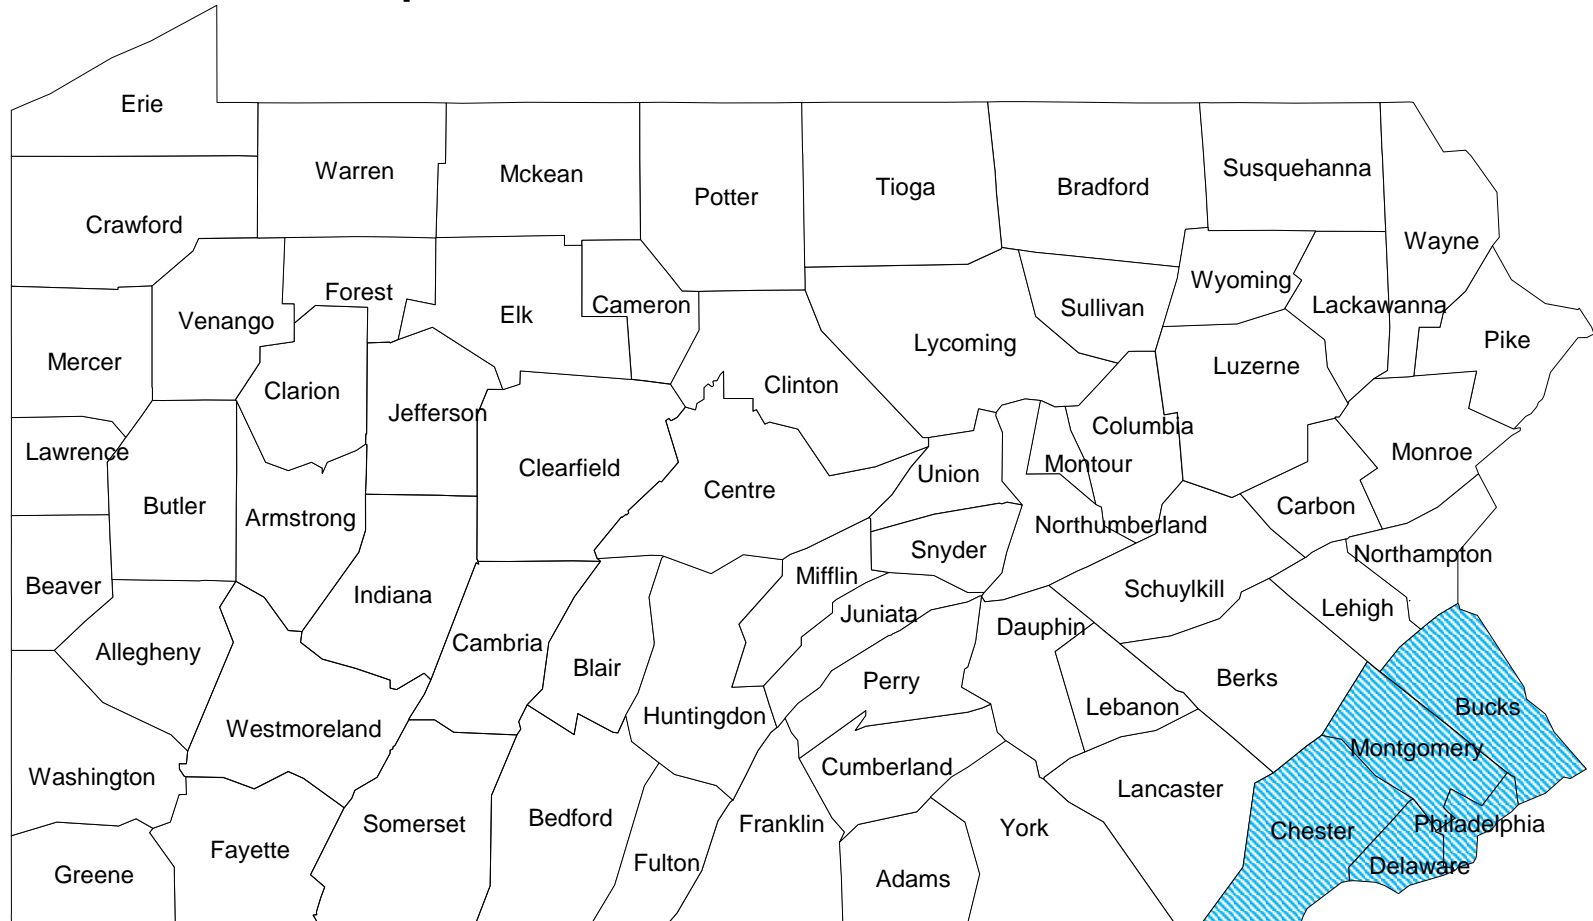 Erie
Warren
Mckean
Potter
Tioga
Bradford
Susquehanna
Crawford
Wayne
Forest
Venango
Elk
Cameron
Wyoming
Lackawanna
Sullivan
Lycoming
Pike
Mercer
Luzerne
Clarion
Clinton
Jefferson
Columbia
Lawrence
Clearfield
Centre
Union
Montour
Monroe
Butler
Armstrong
Carbon
Northumberland
Snyder
Northampton
Beaver
Indiana
Mifflin
Schuylkill
Juniata
Lehigh
Dauphin
Allegheny
Cambria
Blair
Perry
Berks
Lebanon
Bucks
Huntingdon
Westmoreland
Montgomery
Washington
Cumberland
Lancaster
Somerset
Bedford
Franklin
York
Chester
Philadelphia
Fayette
Fulton
Delaware
Greene
Adams